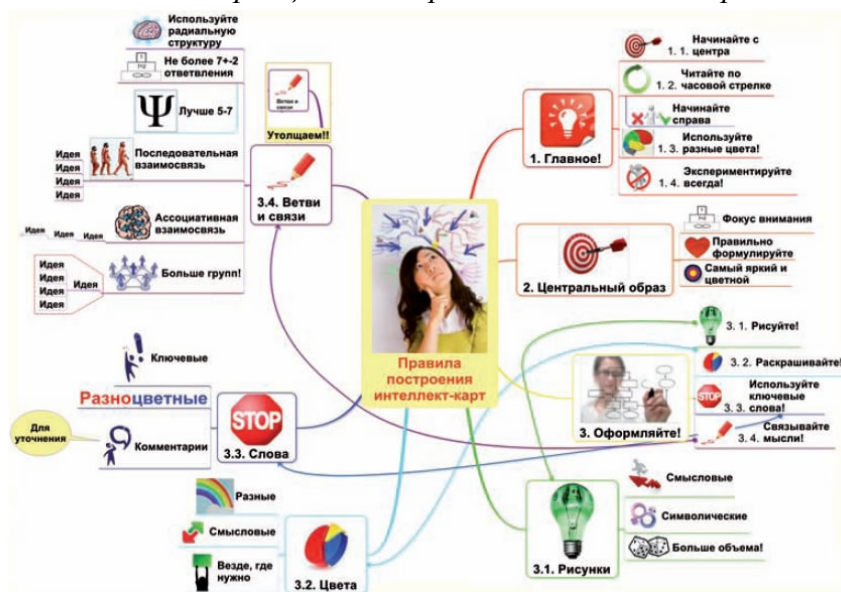 Правила
построения
интеллект-карт
1. Главное!
1. 1. Начинайте с
центра
1. 2. Читайте по
часовой стрелке
Начинайте
справа
1. 3. Используйте
разные цвета!
1. 4. Экспериментируйте
всегда!
2. Центральный образ
Фокус внимания
Правильно
формулируйте
Самый яркий и
цветной
3. Оформляйте!
3. 1. Рисуйте!
3. 2. Раскрашивайте!
STOP
3. 3. Используйте
ключевые
слова!
3. 4. Связывайте
мысли!
3.1. Рисунки
Смысловые
Символические
Больше объема!
3.2. Цвета
Разные
Смысловые
Везде, где
нужно
STOP
3.3. Слова
Ключевые
Разноцветные
Комментарии
Для
уточнения
3.4. Ветви
и связи
Ветви и
связи
Утолщаем!!
Используйте
радиальную
структуру
Не более 7+-2
ответвления
Ψ
Лучше 5-7
Последовательная
взаимосвязь
Идея
Идея
Идея
Идея
Ассоциативная
взаимосвязь
Идея
Идея
Идея
Больше групп!
Идея
Идея
Идея
Идея
Идея